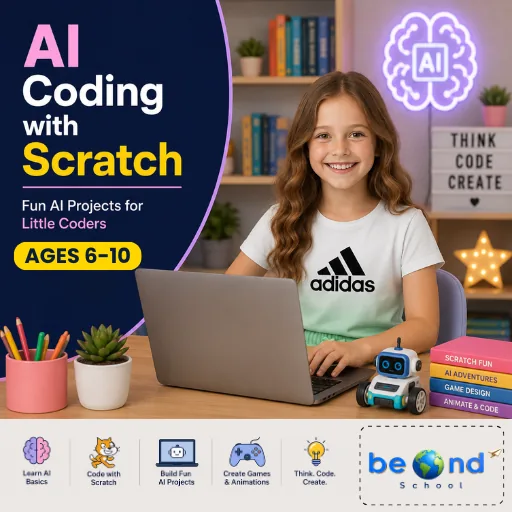 AI
Coding
with
Scratch
Fun AI Projects for
Little Coders
AGES 6-10
AI
THINK
CODE
CREATE
adidas
SCRATCH FUN
AI ADVENTURES
GAME DESIGN
ANIMATE & CODE
Learn AI
Basics
Code with
Scratch
Build Fun
AI Projects
Create Games
& Animations
Think. Code.
Create.
beyond
School